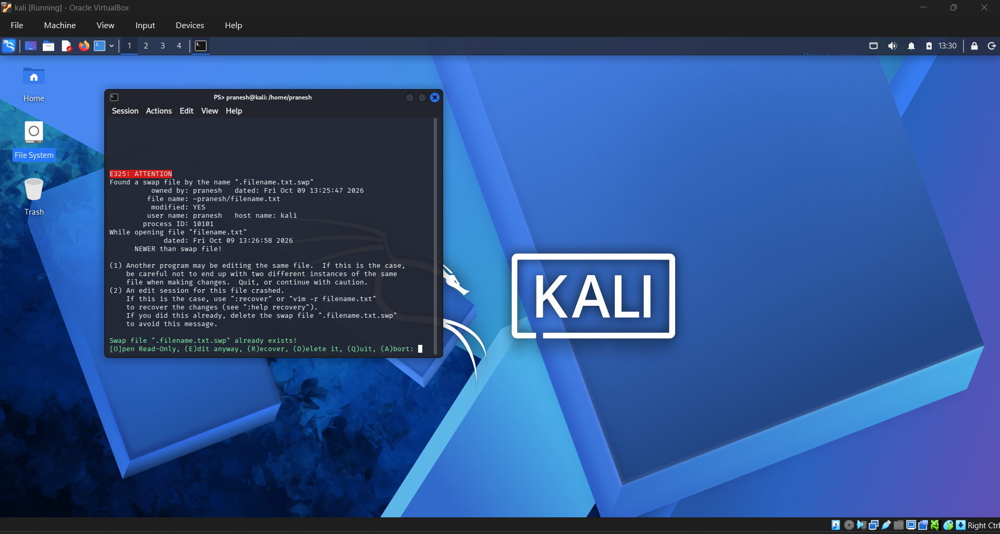 kali [Running] - Oracle VirtualBox
File Machine View Input Devices Help
1 2 3 4 13:30
Home
File System
Trash
PS> pranesh@kali: /home/pranesh
Session Actions Edit View Help
E325: ATTENTION
Found a swap file by the name ".filename.txt.swp"
owned by: pranesh dated: Fri Oct 09 13:25:47 2026
file name: ~pranesh/filename.txt
modified: YES
user name: pranesh host name: kali
process ID: 10101
While opening file "filename.txt"
dated: Fri Oct 09 13:26:58 2026
NEWER than swap file!
(1) Another program may be editing the same file. If this is the case,
be careful not to end up with two different instances of the same
file when making changes. Quit, or continue with caution.
(2) An edit session for this file crashed.
If this is the case, use ":recover" or "vim -r filename.txt"
to recover the changes (see ":help recovery").
If you did this already, delete the swap file ".filename.txt.swp"
to avoid this message.
Swap file ".filename.txt.swp" already exists!
[O]pen Read-Only, (E)dit anyway, (R)ecover, (D)elete it, (Q)uit, (A)bort:
KALI
Right Ctrl